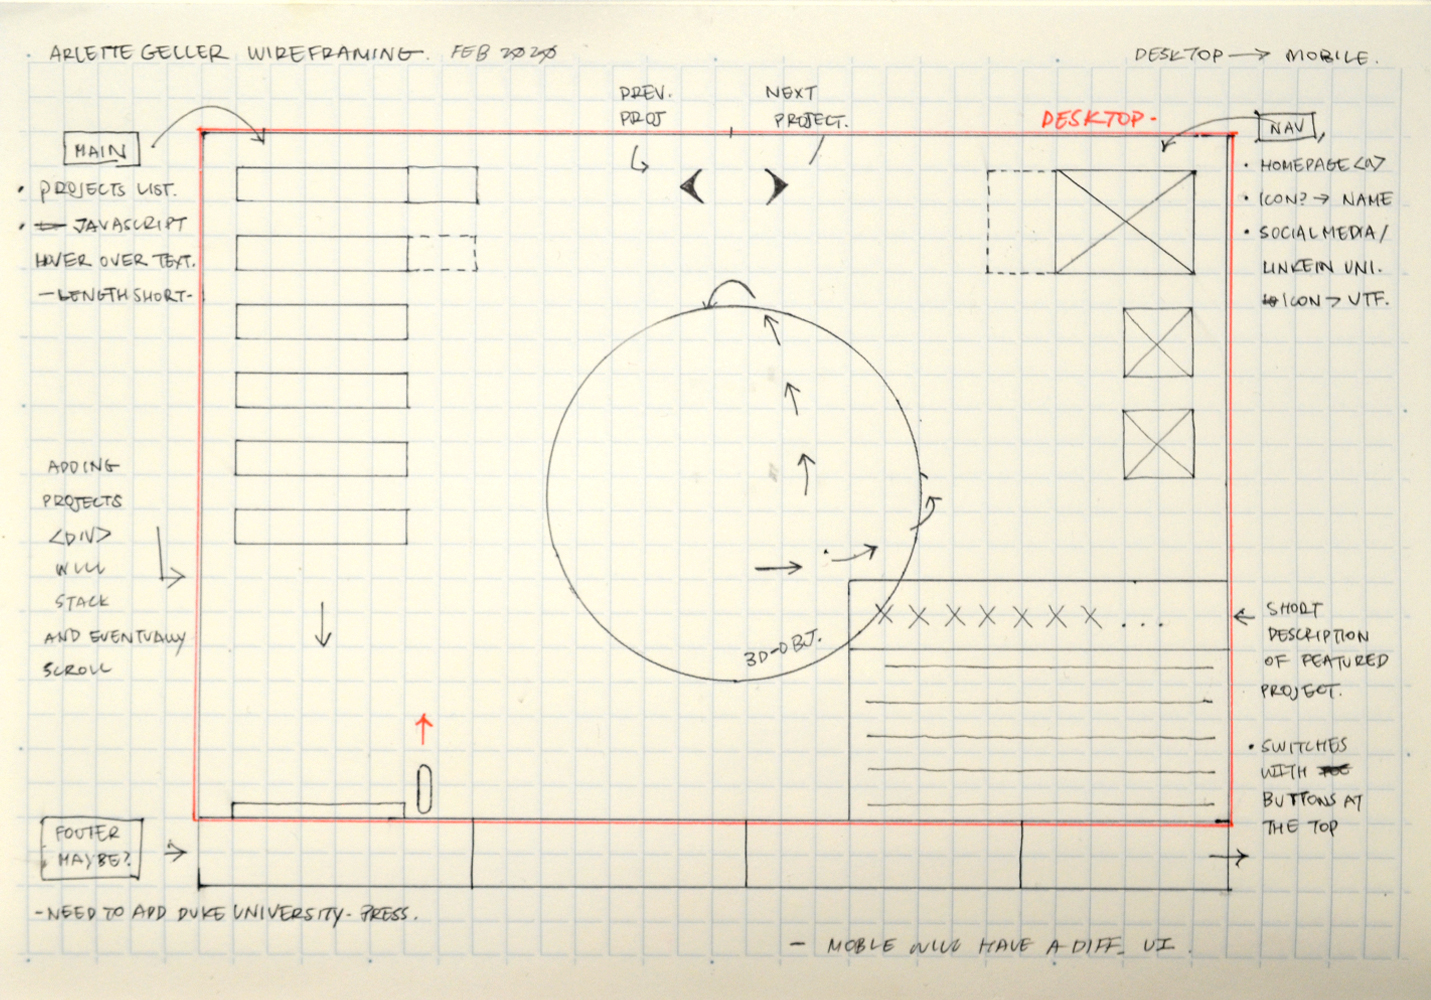 ARLETTE GELLER WIREFRAMING. FEB 2020
DESKTOP → MOBILE.
PREV.
PROJ
NEXT
PROJECT.
DESKTOP-
MAIN
• PROJECTS LIST.
• JAVASCRIPT
HOVER OVER TEXT.
- LENGTH SHORT-
NAV
• HOMEPAGE <a>
• ICON? → NAME
• SOCIAL MEDIA/
LINKEIN UNI.
ICON → UTF.
ADDING
PROJECTS
<DIV>
WILL
STACK
AND EVENTUALLY
SCROLL
3D-OBJ.
X X X X X X X ...
SHORT
DESCRIPTION
OF FEATURED
PROJECT.
• SWITCHES
WITH
BUTTONS AT
THE TOP
FOOTER
MAYBE?
-NEED TO ADD DUKE UNIVERSITY- PRESS.
- MOBLE WILL HAVE A DIFF. UI.